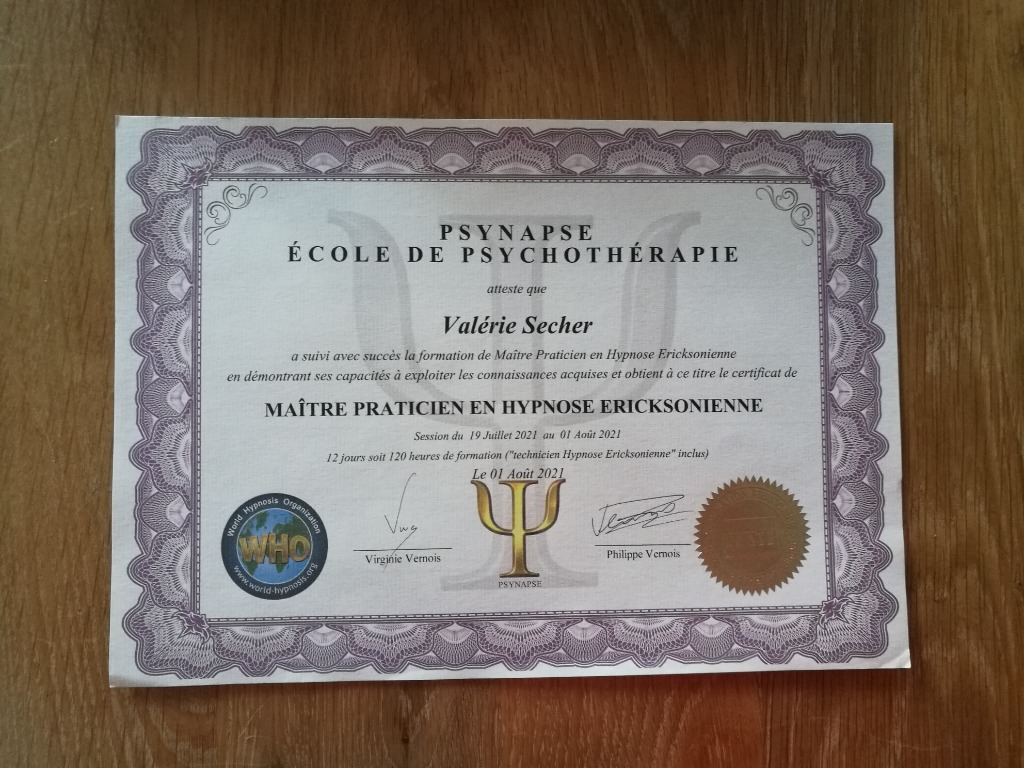 PSYNAPSE
ÉCOLE DE PSYCHOTHÉRAPIE
atteste que
Valérie Secher
a suivi avec succès la formation de Maître Praticien en Hypnose Ericksonienne
en démontrant ses capacités à exploiter les connaissances acquises et obtient à ce titre le certificat de
MAÎTRE PRATICIEN EN HYPNOSE ERICKSONIENNE
Session du 19 Juillet 2021 au 01 Août 2021
12 jours soit 120 heures de formation ("technicien Hypnose Ericksonienne" inclus)
Le 01 Août 2021
World Hypnosis Organization
WHO
www.world-hypnosis.org
Virginie Vernois
PSYNAPSE
Philippe Vernois